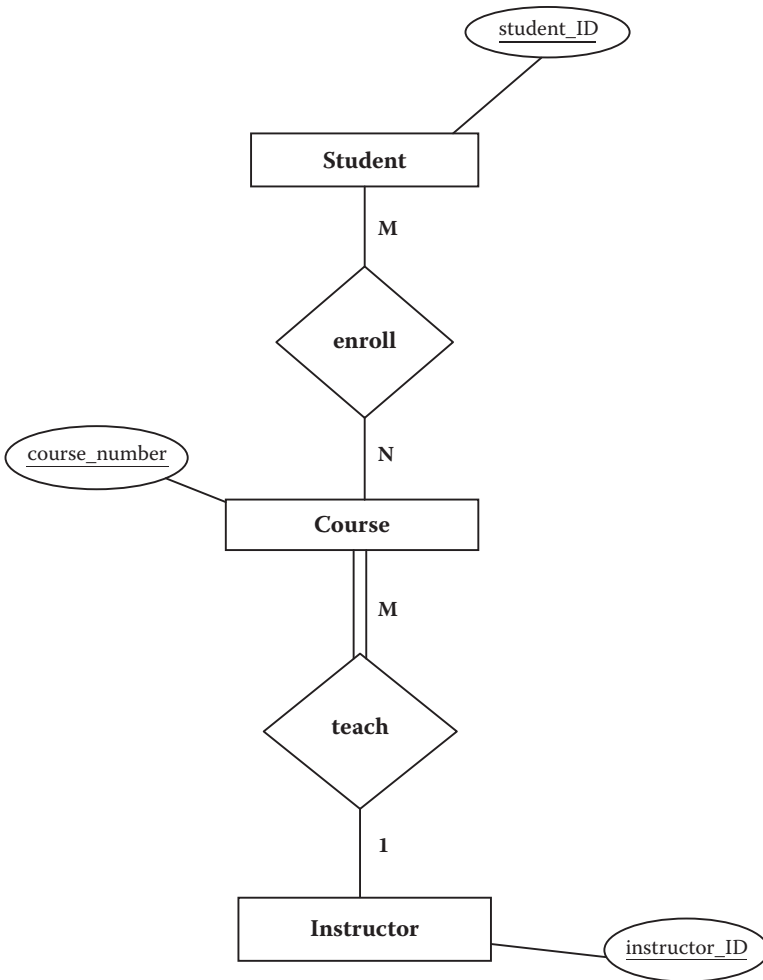 student_ID
Student
M
enroll
N
course_number
Course
M
teach
1
Instructor
instructor_ID